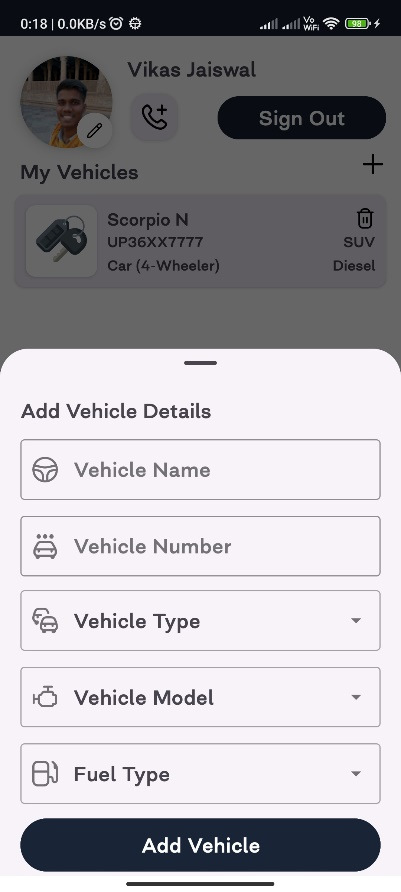 0:18 | 0.0KB/s
Vo
WiFi
98
Vikas Jaiswal
Sign Out
My Vehicles
Scorpio N
UP36XX7777
SUV
Car (4-Wheeler)
Diesel
Add Vehicle Details
Vehicle Name
Vehicle Number
Vehicle Type
Vehicle Model
Fuel Type
Add Vehicle